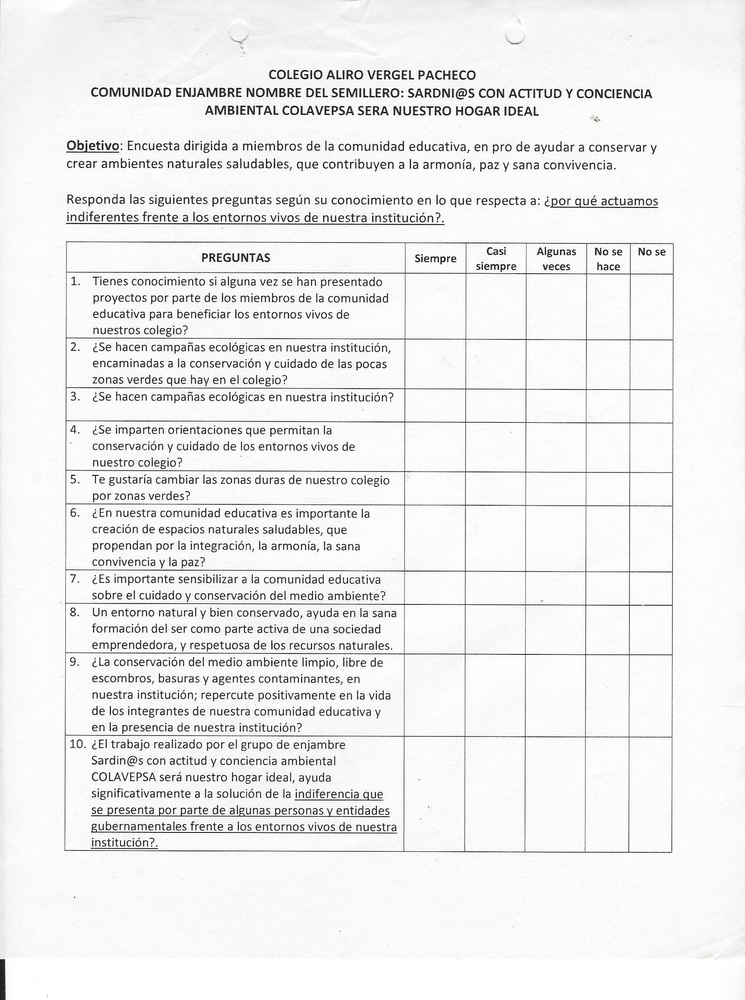 COLEGIO ALIRO VERGEL PACHECO
COMUNIDAD ENJAMBRE NOMBRE DEL SEMILLERO: SARDNI@S CON ACTITUD Y CONCIENCIA
AMBIENTAL COLAVEPSA SERA NUESTRO HOGAR IDEAL
Objetivo: Encuesta dirigida a miembros de la comunidad educativa, en pro de ayudar a conservar y
crear ambientes naturales saludables, que contribuyen a la armonía, paz y sana convivencia.
Responda las siguientes preguntas según su conocimiento en lo que respecta a: ¿por qué actuamos
indiferentes frente a los entornos vivos de nuestra institución?.
PREGUNTAS
Siempre
Casi
siempre
Algunas
veces
No se
hace
No se
1. Tienes conocimiento si alguna vez se han presentado
proyectos por parte de los miembros de la comunidad
educativa para beneficiar los entornos vivos de
nuestros colegio?
2. ¿Se hacen campañas ecológicas en nuestra institución,
encaminadas a la conservación y cuidado de las pocas
zonas verdes que hay en el colegio?
3. ¿Se hacen campañas ecológicas en nuestra institución?
4. ¿Se imparten orientaciones que permitan la
conservación y cuidado de los entornos vivos de
nuestro colegio?
5. Te gustaría cambiar las zonas duras de nuestro colegio
por zonas verdes?
6. ¿En nuestra comunidad educativa es importante la
creación de espacios naturales saludables, que
propendan por la integración, la armonía, la sana
convivencia y la paz?
7. ¿Es importante sensibilizar a la comunidad educativa
sobre el cuidado y conservación del medio ambiente?
8. Un entorno natural y bien conservado, ayuda en la sana
formación del ser como parte activa de una sociedad
emprendedora, y respetuosa de los recursos naturales.
9. ¿La conservación del medio ambiente limpio, libre de
escombros, basuras y agentes contaminantes, en
nuestra institución; repercute positivamente en la vida
de los integrantes de nuestra comunidad educativa y
en la presencia de nuestra institución?
10. ¿El trabajo realizado por el grupo de enjambre
Sardin@s con actitud y conciencia ambiental
COLAVEPSA será nuestro hogar ideal, ayuda
significativamente a la solución de la indiferencia que
se presenta por parte de algunas personas y entidades
gubernamentales frente a los entornos vivos de nuestra
institución?.